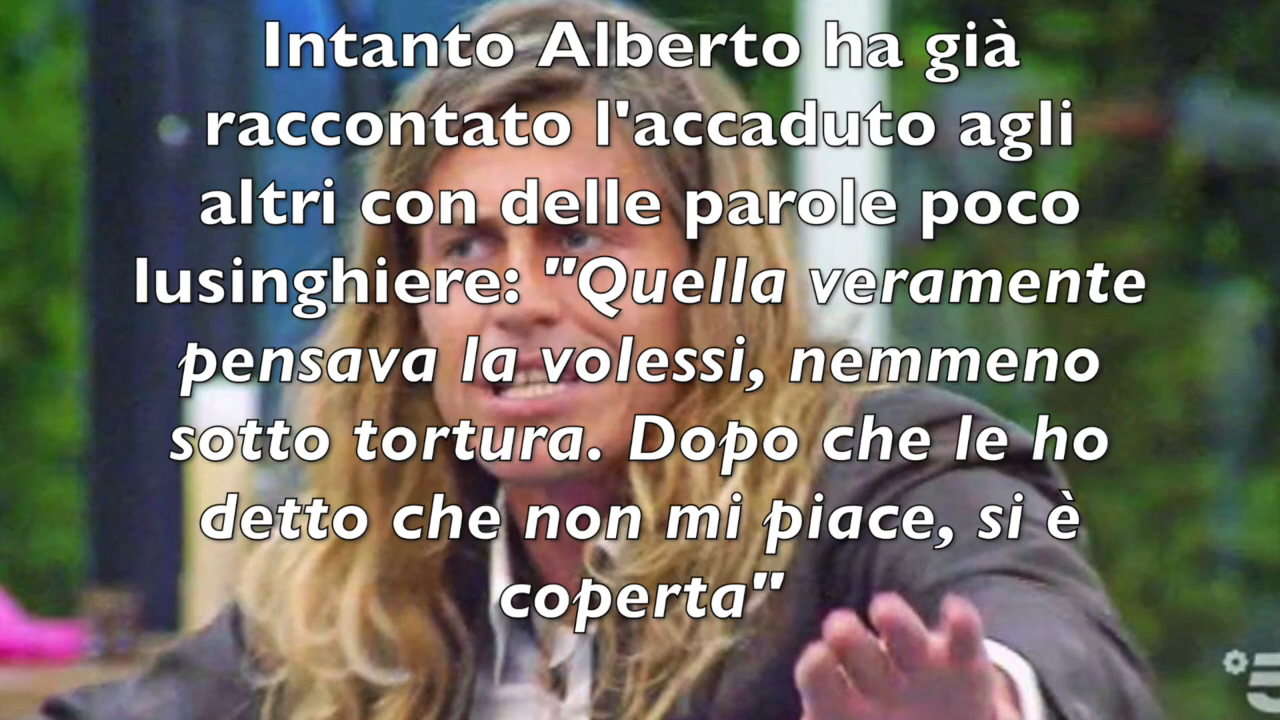 Intanto Alberto ha già
raccontato l'accaduto agli
altri con delle parole poco
lusinghiere: "Quella veramente
pensava la volessi, nemmeno
sotto tortura. Dopo che le ho
detto che non mi piace, si è
coperta"
5